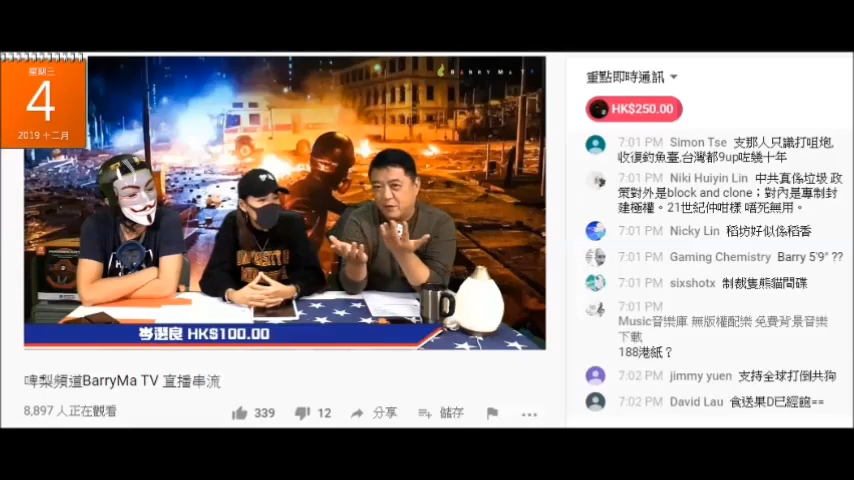 星期三
4
2019 十二月
BARRYMA TV
岑選良 HK$100.00
啤梨頻道BarryMa TV 直播串流
8,897 人正在觀看
339
12
分享
儲存
重點即時通訊
HK$250.00
7:01 PM Simon Tse 支那人只識打咀炮,
收復釣魚臺,台灣都9up咗幾十年
7:01 PM Niki Huiyin Lin 中共真係垃圾 政
策對外是block and clone；對內是專制封
建極權。21世紀仲咁樣 唔死無用。
7:01 PM Nicky Lin 稻坊好似係稻香
7:01 PM Gaming Chemistry Barry 5'9" ??
7:01 PM sixshotx 制裁隻熊貓間碟
7:01 PM
Music音樂庫 無版權配樂 免費背景音樂
下載
188港紙？
7:02 PM jimmy yuen 支持全球打倒共狗
7:02 PM David Lau 食送果D已經飽==